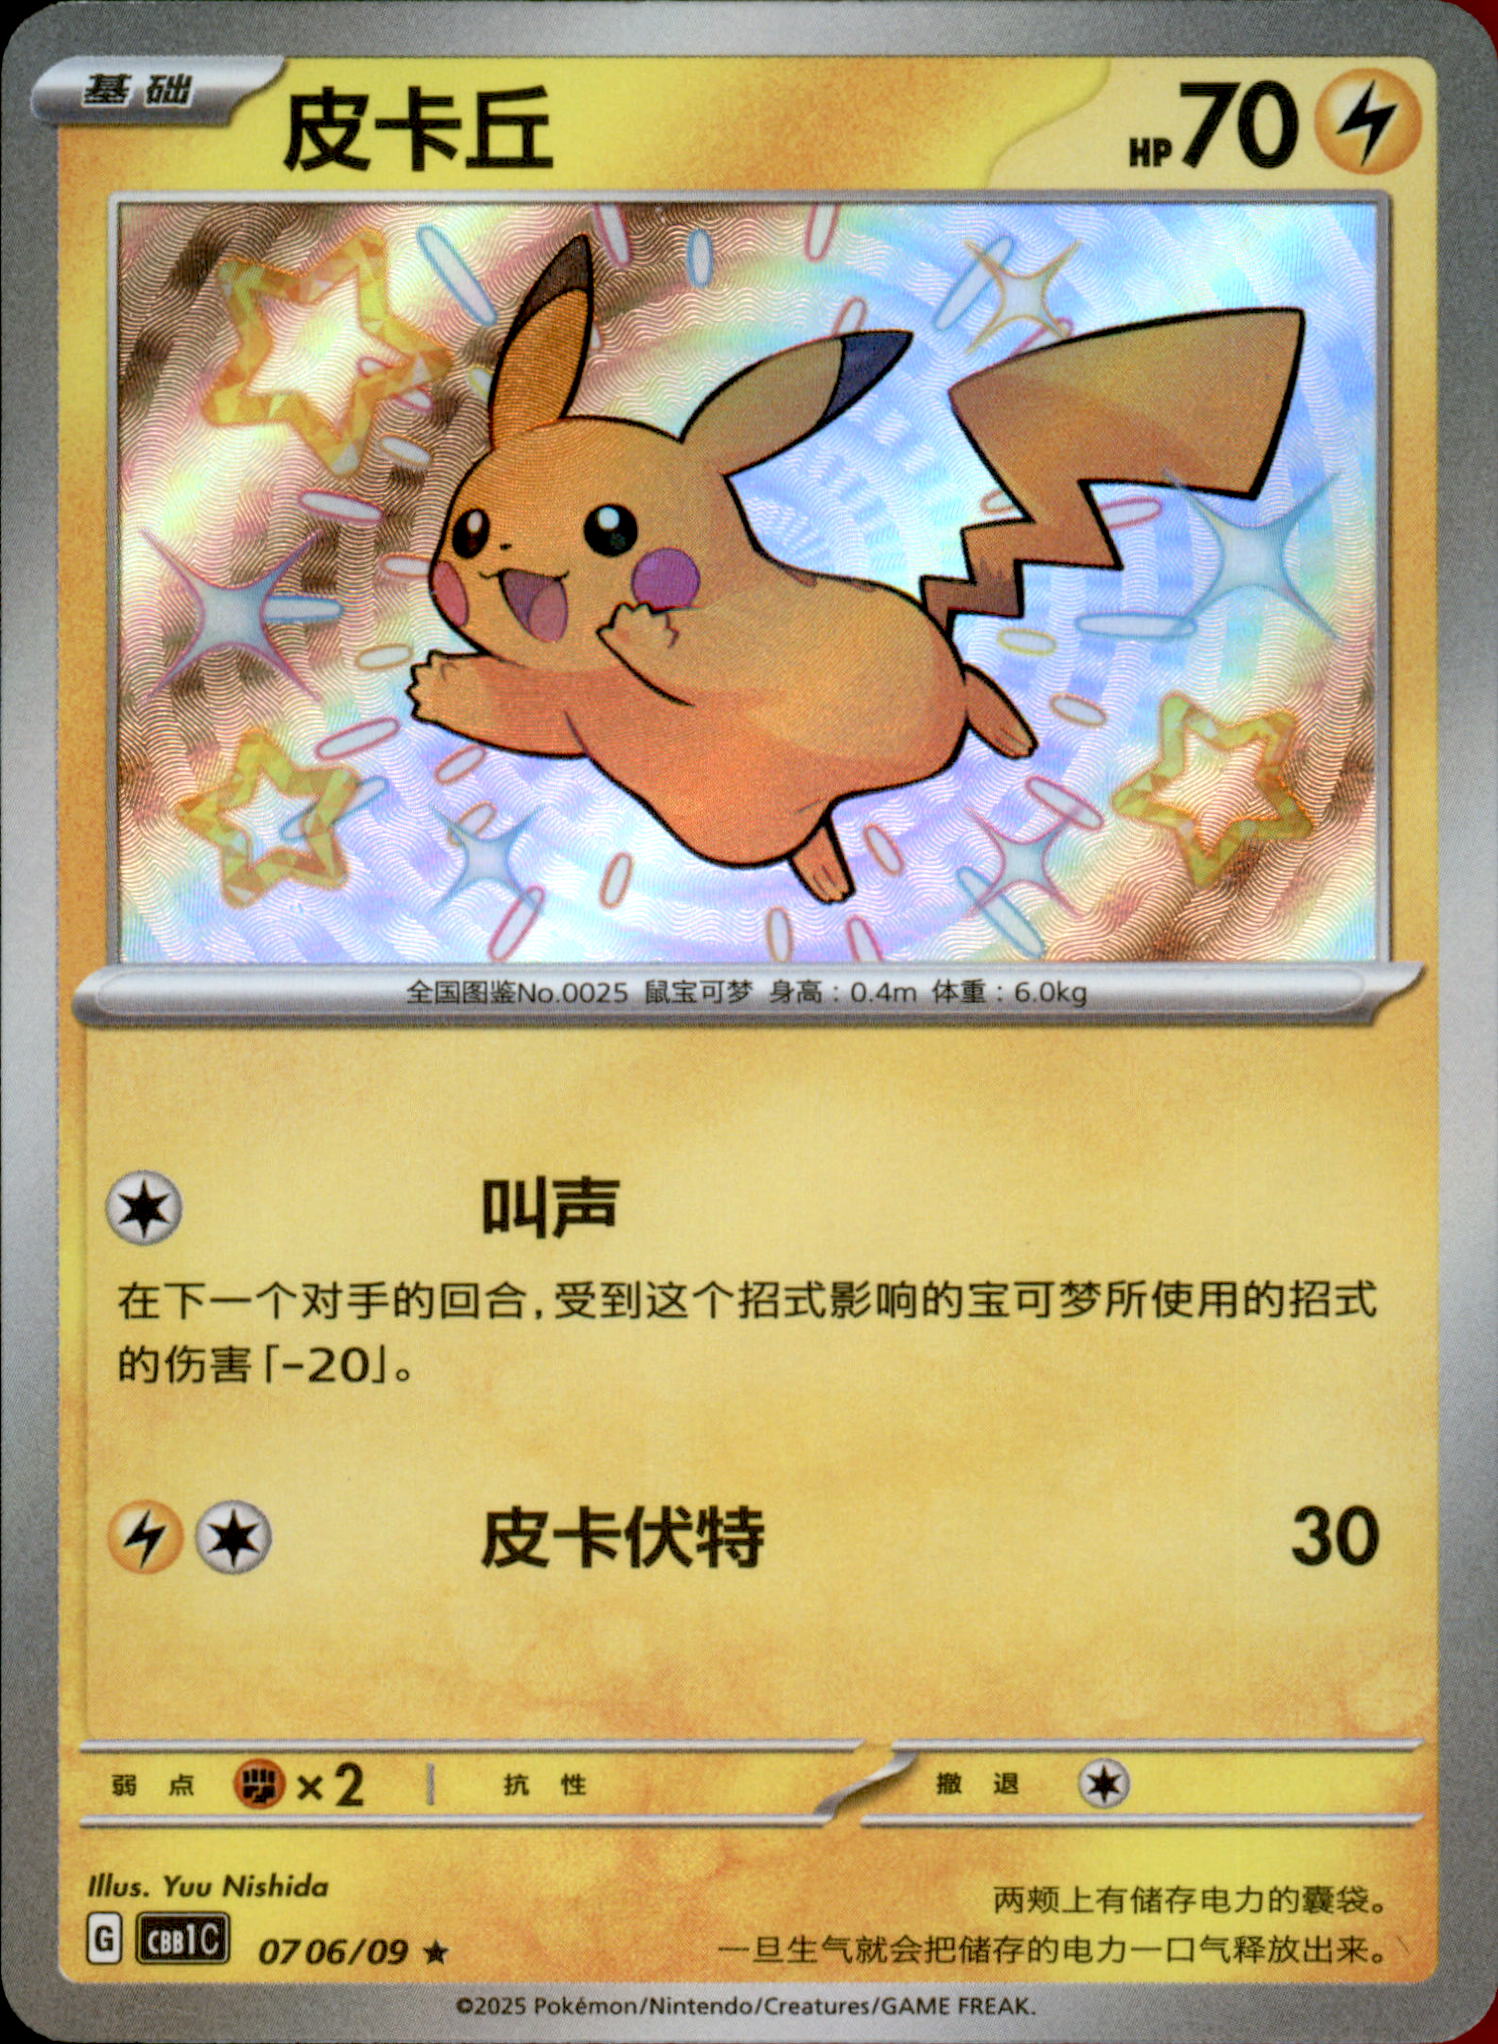 基础
皮卡丘
HP70
全国图鉴No.0025 鼠宝可梦 身高：0.4m 体重：6.0kg
叫声
在下一个对手的回合，受到这个招式影响的宝可梦所使用的招式
的伤害「-20」。
皮卡伏特 30
弱点 ×2 抗性 撤退
Illus. Yuu Nishida
两颊上有储存电力的囊袋。
G CBB1C 07 06/09 ★
一旦生气就会把储存的电力一口气释放出来。
©2025 Pokémon/Nintendo/Creatures/GAME FREAK.